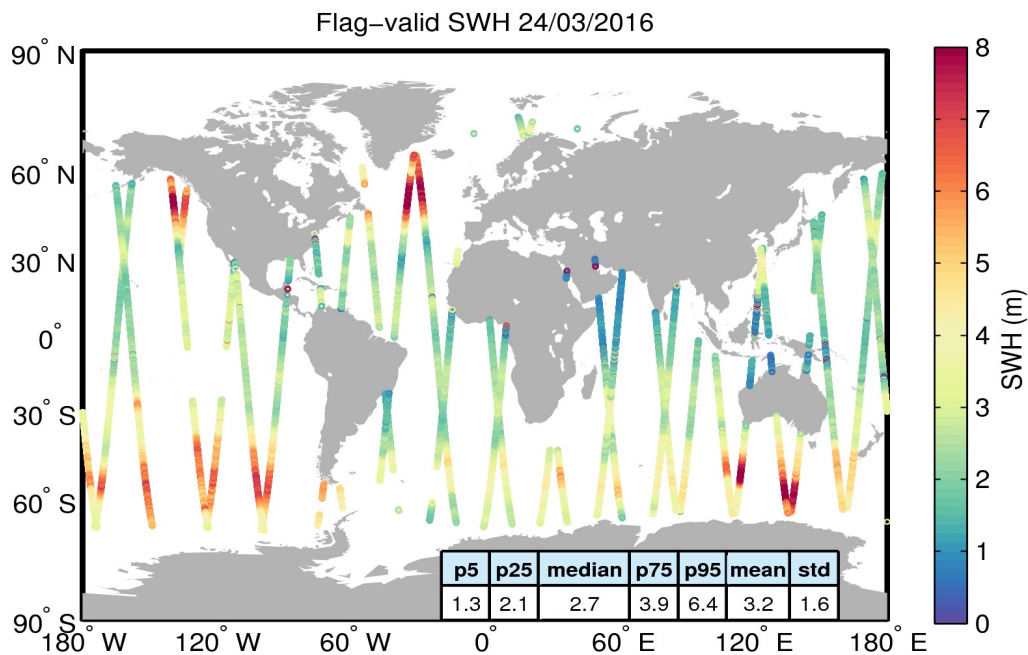 Flag−valid SWH 24/03/2016
90° N
60° N
30° N
0°
30° S
60° S
90° S
180° W
120° W
60° W
0°
60° E
120° E
180° E
p5 p25 median p75 p95 mean std
1.3 2.1 2.7 3.9 6.4 3.2 1.6
8
7
6
5
4
3
2
1
0
SWH (m)